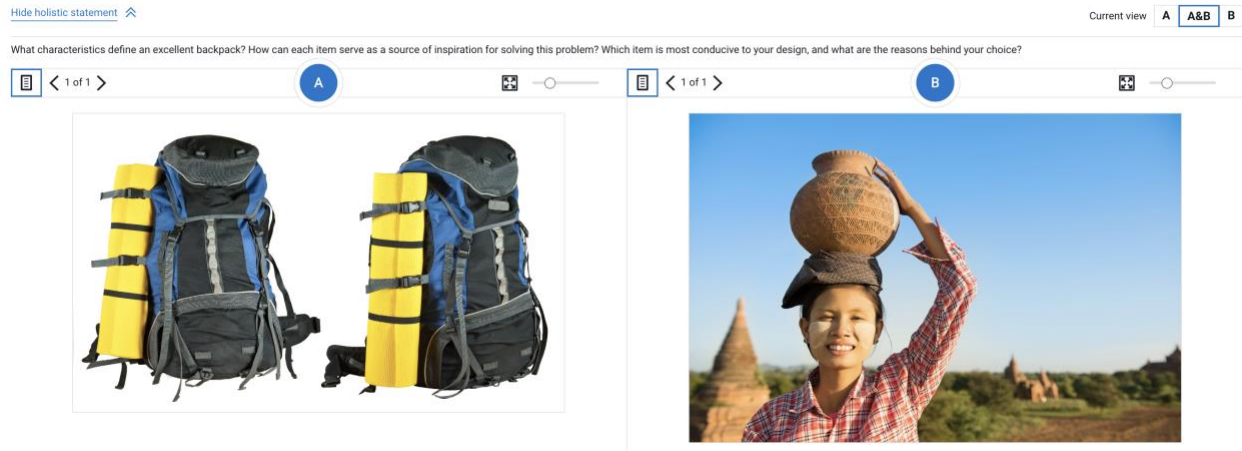 Hide holistic statement
Current view A A&B B
What characteristics define an excellent backpack? How can each item serve as a source of inspiration for solving this problem? Which item is most conducive to your design, and what are the reasons behind your choice?
1 of 1 A 1 of 1 B